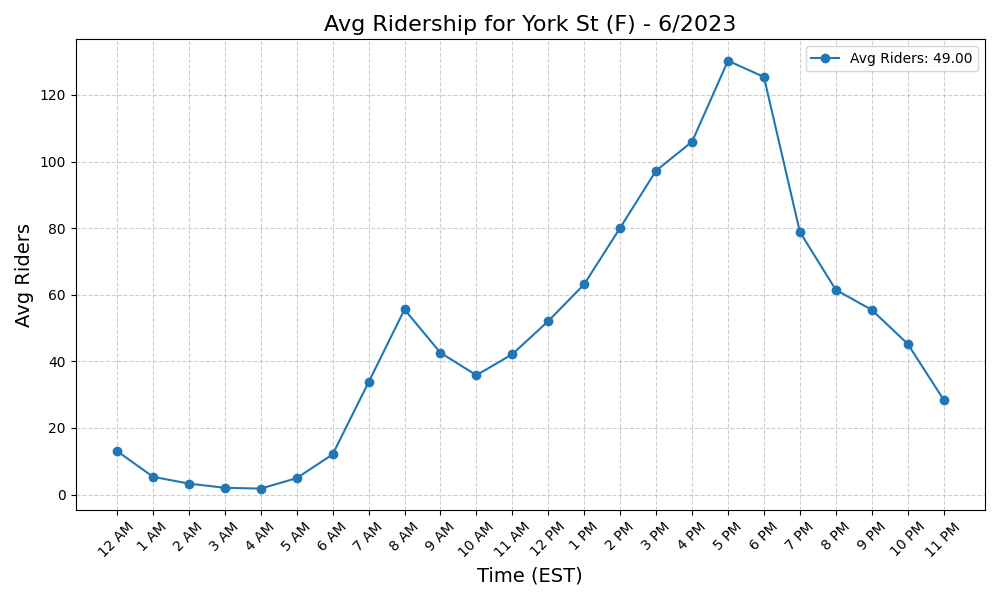 Avg Ridership for York St (F) - 6/2023
Avg Riders: 49.00
Avg Riders
120
100
80
60
40
20
0
12 AM
1 AM
2 AM
3 AM
4 AM
5 AM
6 AM
7 AM
8 AM
9 AM
10 AM
11 AM
12 PM
1 PM
2 PM
3 PM
4 PM
5 PM
6 PM
7 PM
8 PM
9 PM
10 PM
11 PM
Time (EST)